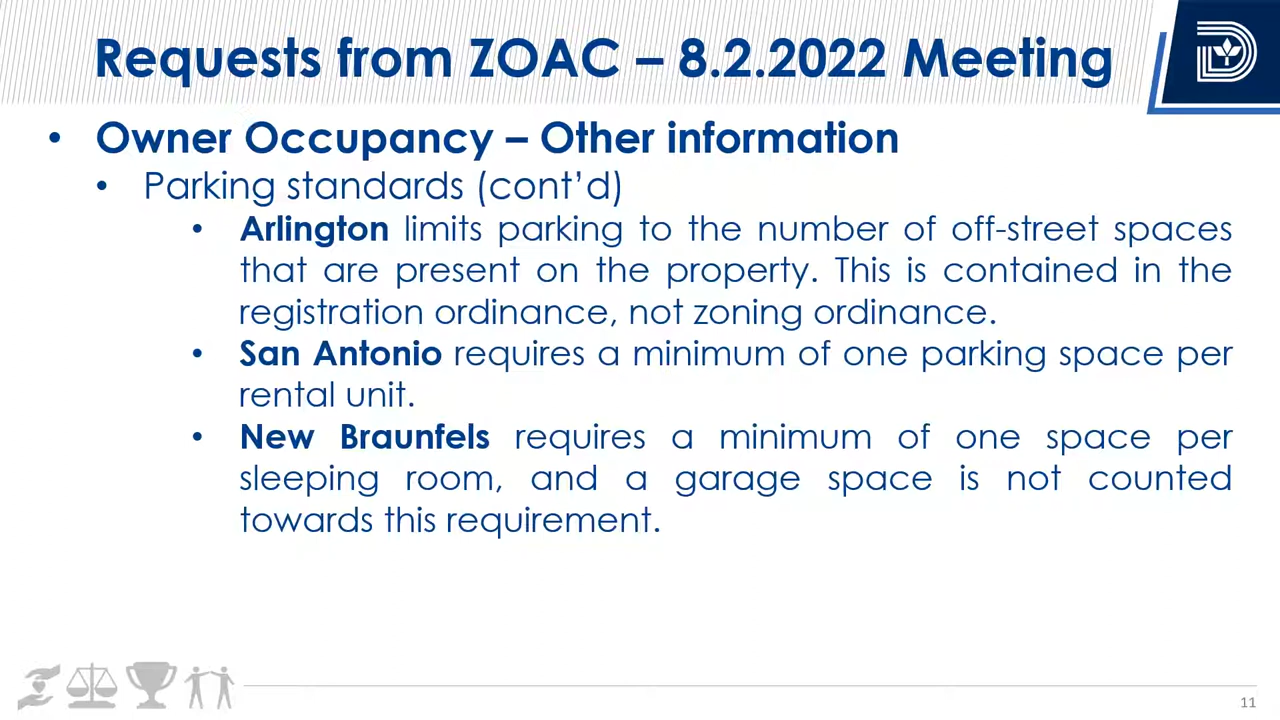 Requests from ZOAC – 8.2.2022 Meeting
• Owner Occupancy – Other information
• Parking standards (cont’d)
• Arlington limits parking to the number of off-street spaces
that are present on the property. This is contained in the
registration ordinance, not zoning ordinance.
• San Antonio requires a minimum of one parking space per
rental unit.
• New Braunfels requires a minimum of one space per
sleeping room, and a garage space is not counted
towards this requirement.
11